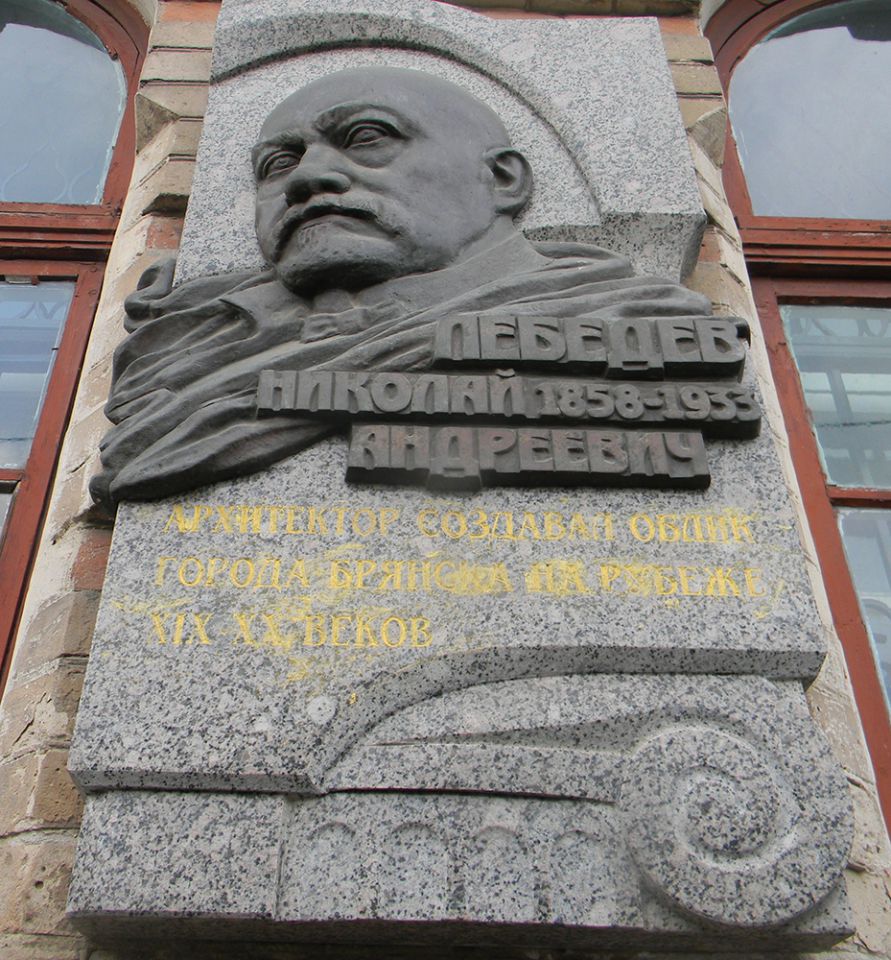 ЛЕБЕДЕВ
НИКОЛАЙ 1858-1933
АНДРЕЕВИЧ
АРХИТЕКТОР СОЗДАВАЛ ОБЛИК
ГОРОДА БРЯНСКА НА РУБЕЖЕ
XIX-XX ВЕКОВ